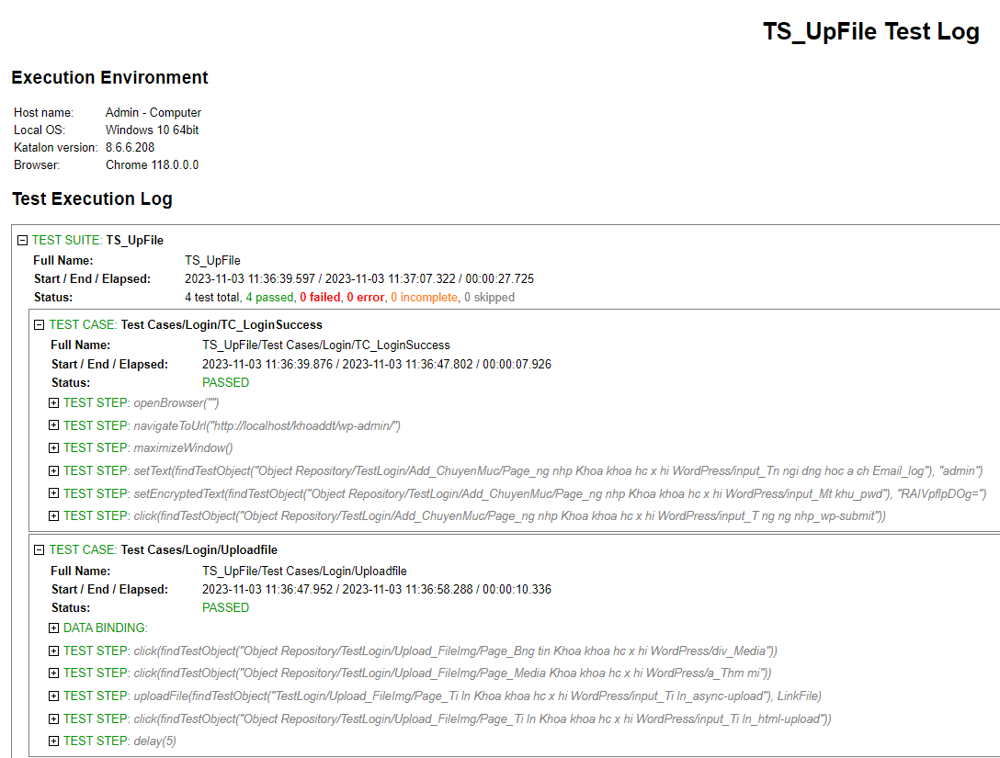 TS_UpFile Test Log
Execution Environment
Host name: Admin - Computer
Local OS: Windows 10 64bit
Katalon version: 8.6.6.208
Browser: Chrome 118.0.0.0
Test Execution Log
TEST SUITE: TS_UpFile
Full Name: TS_UpFile
Start / End / Elapsed: 2023-11-03 11:36:39.597 / 2023-11-03 11:37:07.322 / 00:00:27.725
Status: 4 test total, 4 passed, 0 failed, 0 error, 0 incomplete, 0 skipped
TEST CASE: Test Cases/Login/TC_LoginSuccess
Full Name: TS_UpFile/Test Cases/Login/TC_LoginSuccess
Start / End / Elapsed: 2023-11-03 11:36:39.876 / 2023-11-03 11:36:47.802 / 00:00:07.926
Status: PASSED
TEST STEP: openBrowser("")
TEST STEP: navigateToUrl("http://localhost/khoaddt/wp-admin/")
TEST STEP: maximizeWindow()
TEST STEP: setText(findTestObject("Object Repository/TestLogin/Add_ChuyenMuc/Page_ng nhp Khoa khoa hc x hi WordPress/input_Tn ngi dng hoc a ch Email_log"), "admin")
TEST STEP: setEncryptedText(findTestObject("Object Repository/TestLogin/Add_ChuyenMuc/Page_ng nhp Khoa khoa hc x hi WordPress/input_Mt khu_pwd"), "RAIVpflpDOg=")
TEST STEP: click(findTestObject("Object Repository/TestLogin/Add_ChuyenMuc/Page_ng nhp Khoa khoa hc x hi WordPress/input_T ng ng nhp_wp-submit"))
TEST CASE: Test Cases/Login/Uploadfile
Full Name: TS_UpFile/Test Cases/Login/Uploadfile
Start / End / Elapsed: 2023-11-03 11:36:47.952 / 2023-11-03 11:36:58.288 / 00:00:10.336
Status: PASSED
DATA BINDING:
TEST STEP: click(findTestObject("Object Repository/TestLogin/Upload_FileImg/Page_Bng tin Khoa khoa hc x hi WordPress/div_Media"))
TEST STEP: click(findTestObject("Object Repository/TestLogin/Upload_FileImg/Page_Media Khoa khoa hc x hi WordPress/a_Thm mi"))
TEST STEP: uploadFile(findTestObject("TestLogin/Upload_FileImg/Page_Ti ln Khoa khoa hc x hi WordPress/input_Ti ln_async-upload"), LinkFile)
TEST STEP: click(findTestObject("Object Repository/TestLogin/Upload_FileImg/Page_Ti ln Khoa khoa hc x hi WordPress/input_Ti ln_html-upload"))
TEST STEP: delay(5)